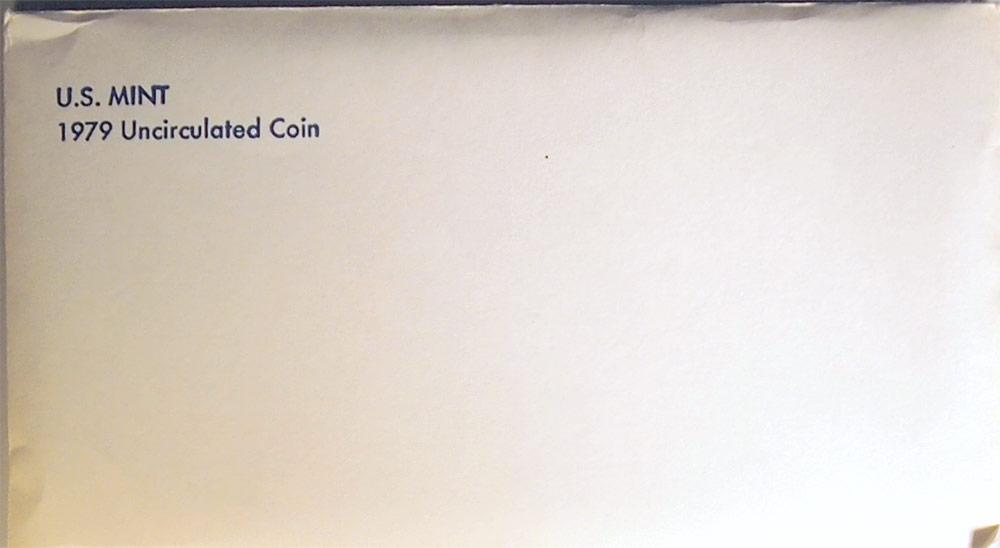 U.S. MINT
1979 Uncirculated Coin